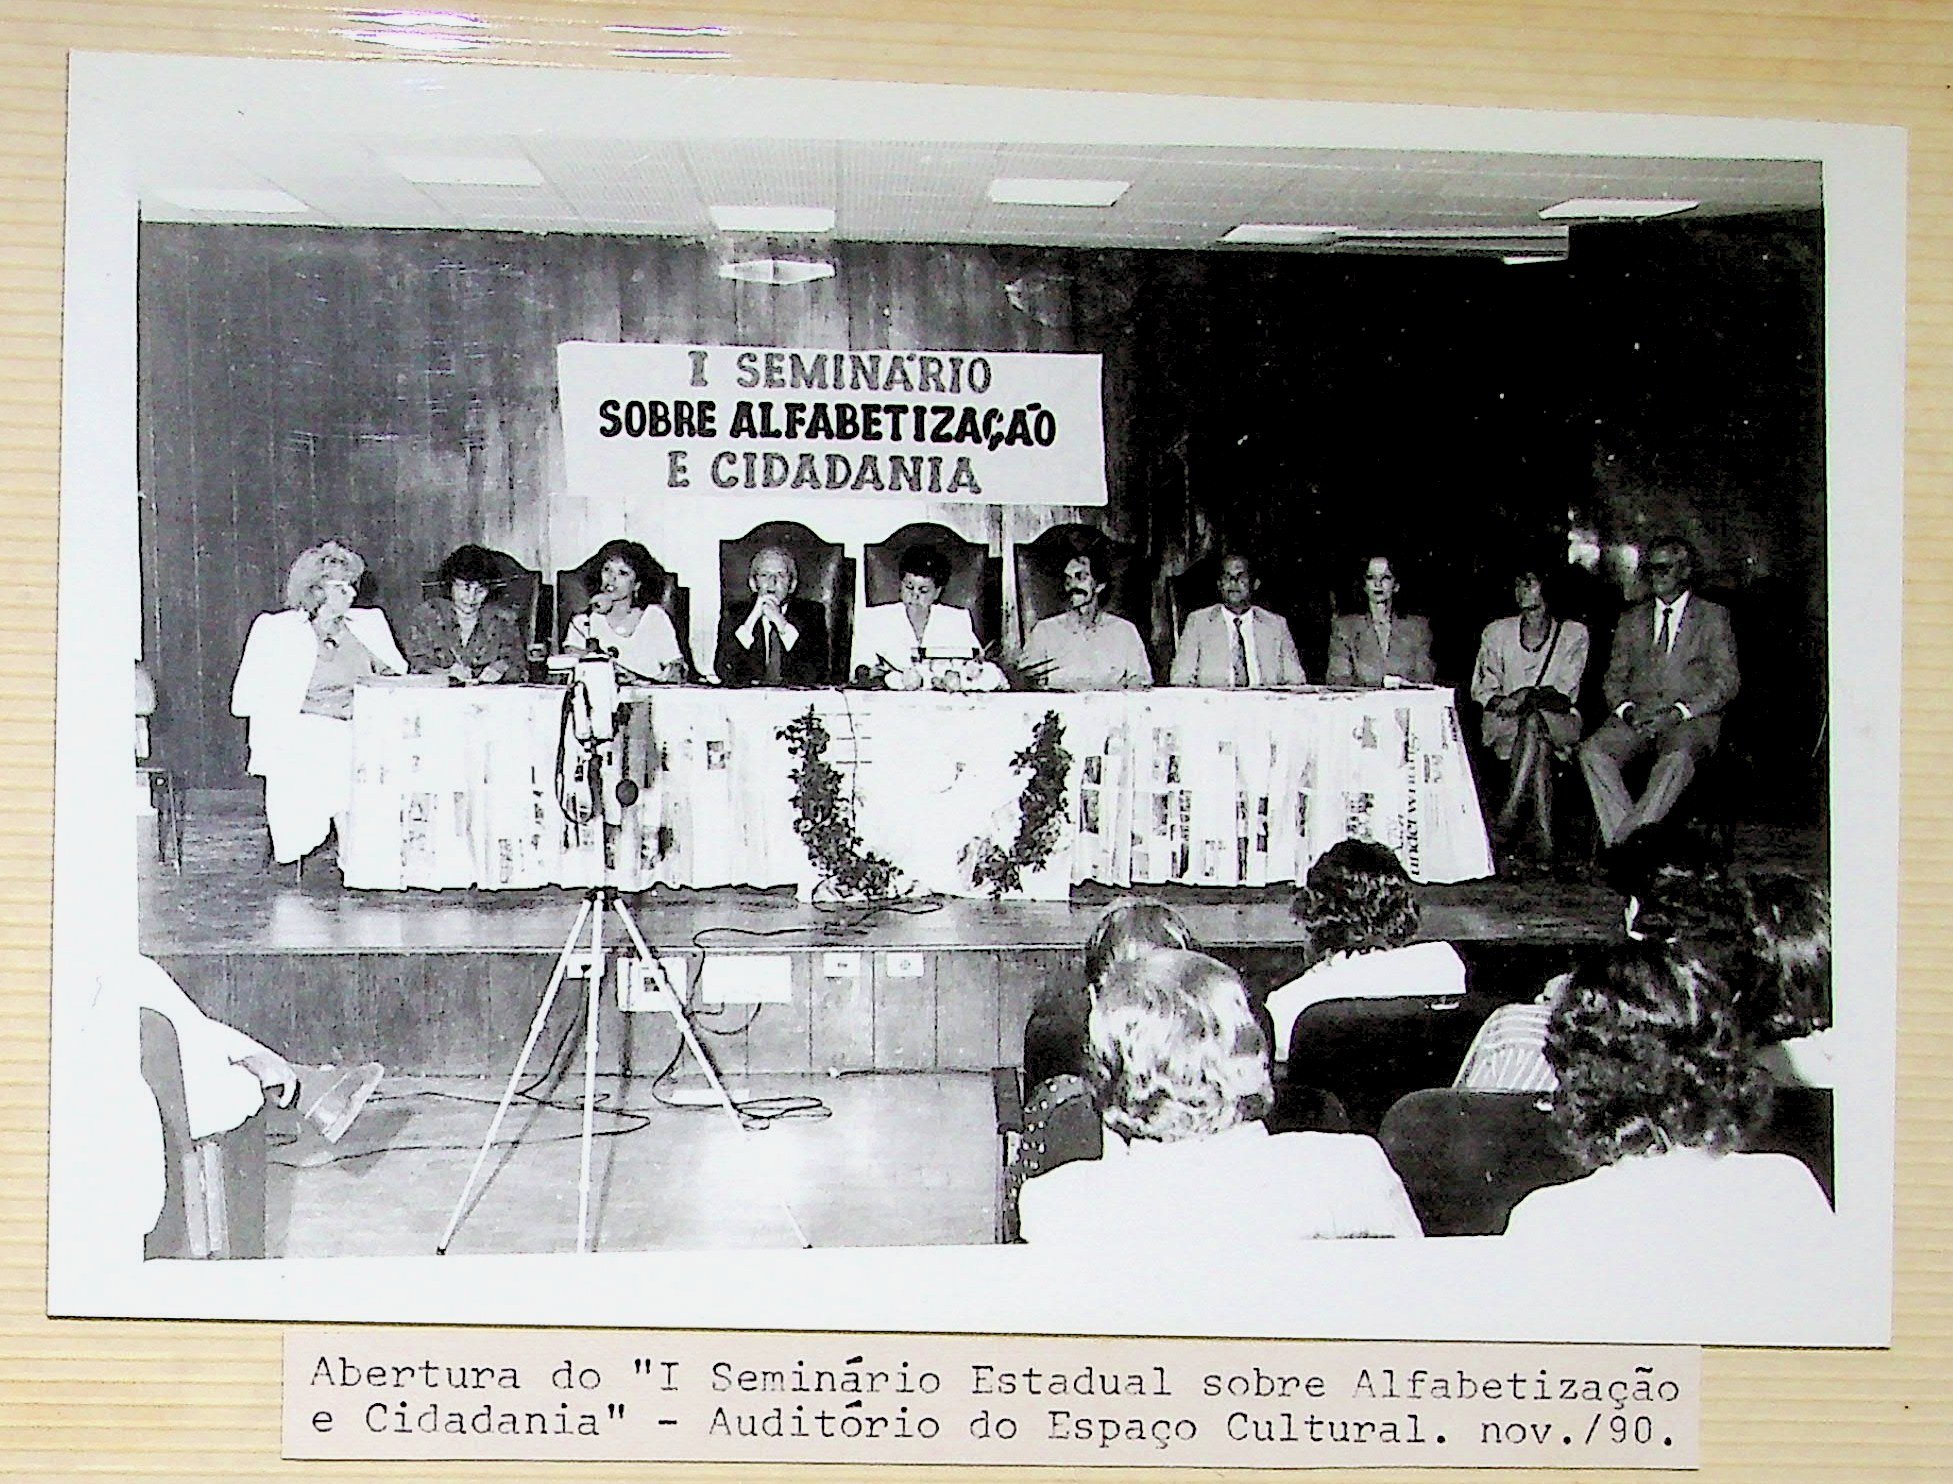 I SEMINÁRIO
SOBRE ALFABETIZAÇÃO
E CIDADANIA
Abertura do "I Seminário Estadual sobre Alfabetização
e Cidadania" - Auditório do Espaço Cultural. nov./90.